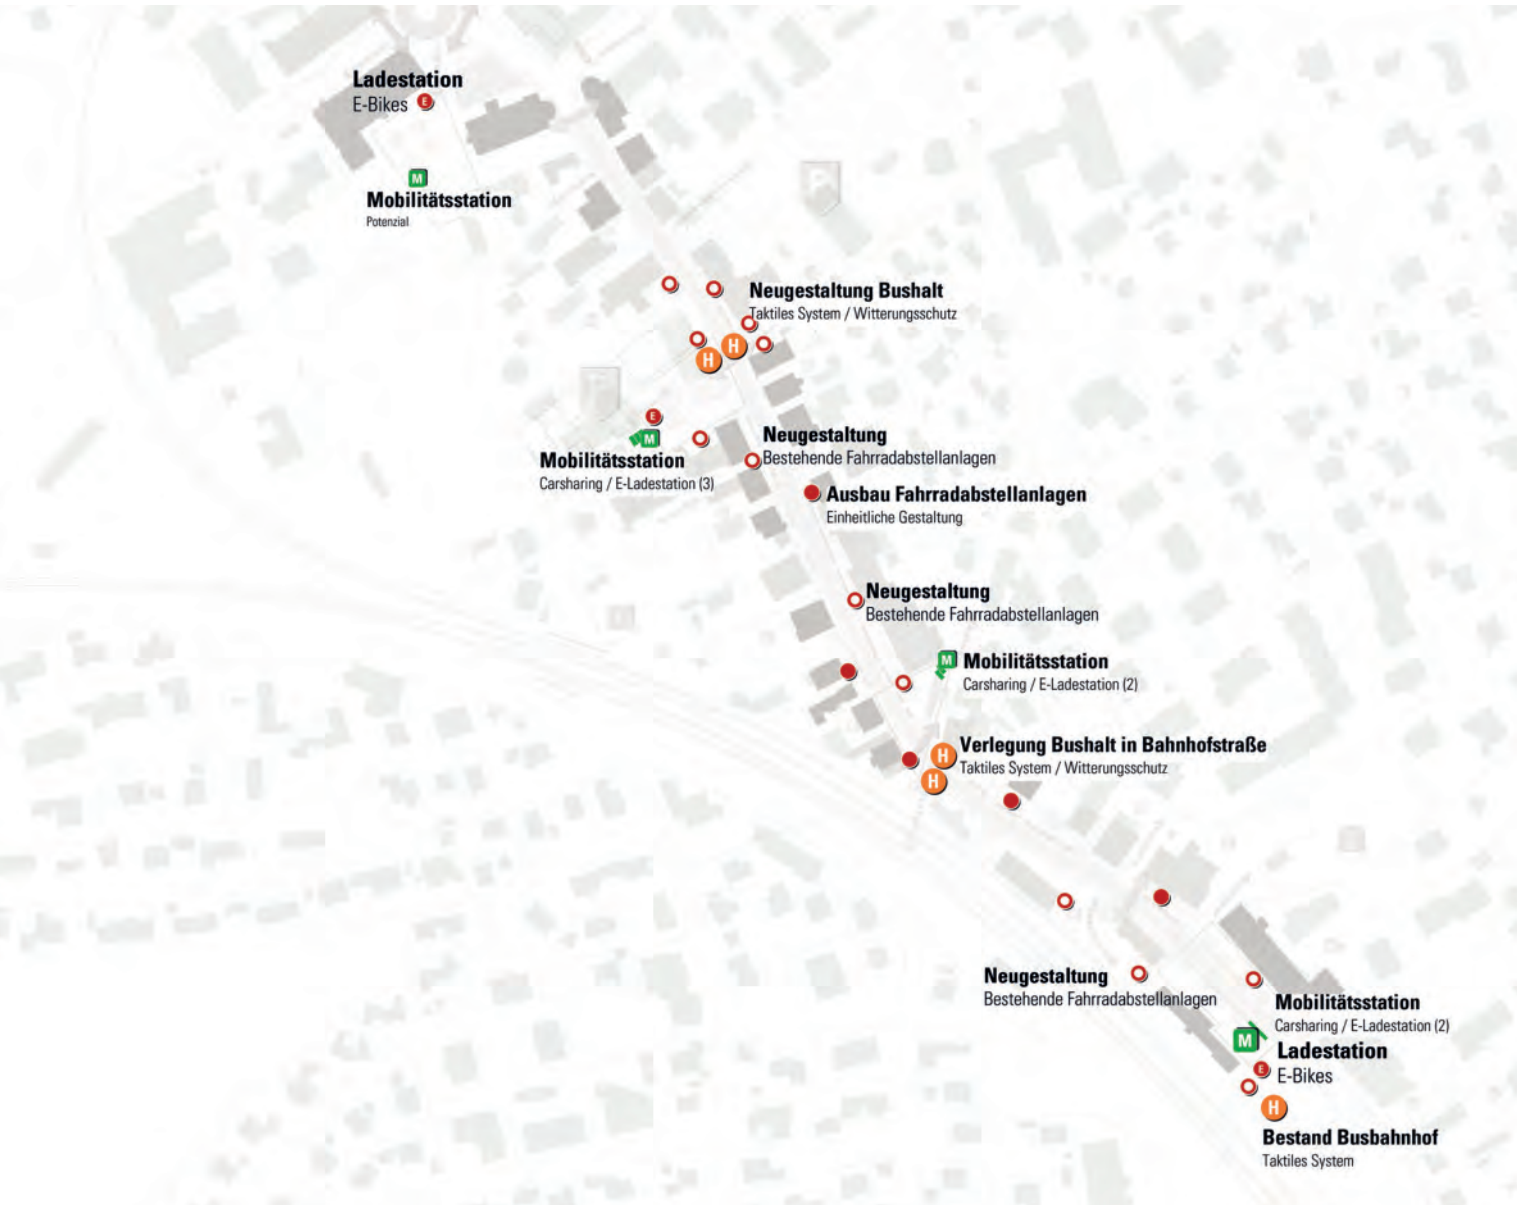 Ladestation
E-Bikes E
M
Mobilitätsstation
Potenzial
Neugestaltung Bushalt
Taktiles System / Witterungsschutz
H H
E
M
Mobilitätsstation
Carsharing / E-Ladestation (3)
Neugestaltung
Bestehende Fahrradabstellanlagen
Ausbau Fahrradabstellanlagen
Einheitliche Gestaltung
Neugestaltung
Bestehende Fahrradabstellanlagen
M Mobilitätsstation
Carsharing / E-Ladestation (2)
H Verlegung Bushalt in Bahnhofstraße
Taktiles System / Witterungsschutz
H
Neugestaltung
Bestehende Fahrradabstellanlagen
Mobilitätsstation
Carsharing / E-Ladestation (2)
M
Ladestation
E E-Bikes
H
Bestand Busbahnhof
Taktiles System